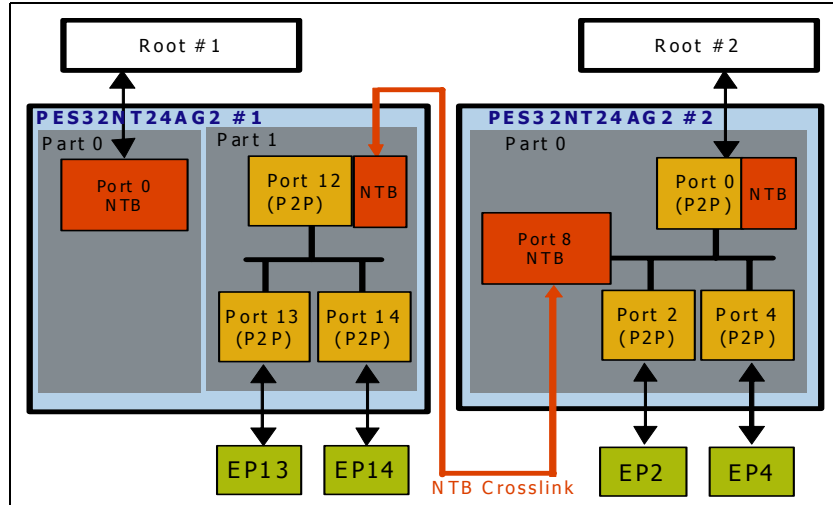 Root #1
Root #2
PES32NT24AG2 #1
Part 0
Part 1
Port 0
NTB
Port 12
(P2P)
NTB
Port 13
(P2P)
Port 14
(P2P)
EP13
EP14
NTB Crosslink
PES32NT24AG2 #2
Part 0
Port 0
(P2P)
NTB
Port 8
NTB
Port 2
(P2P)
Port 4
(P2P)
EP2
EP4